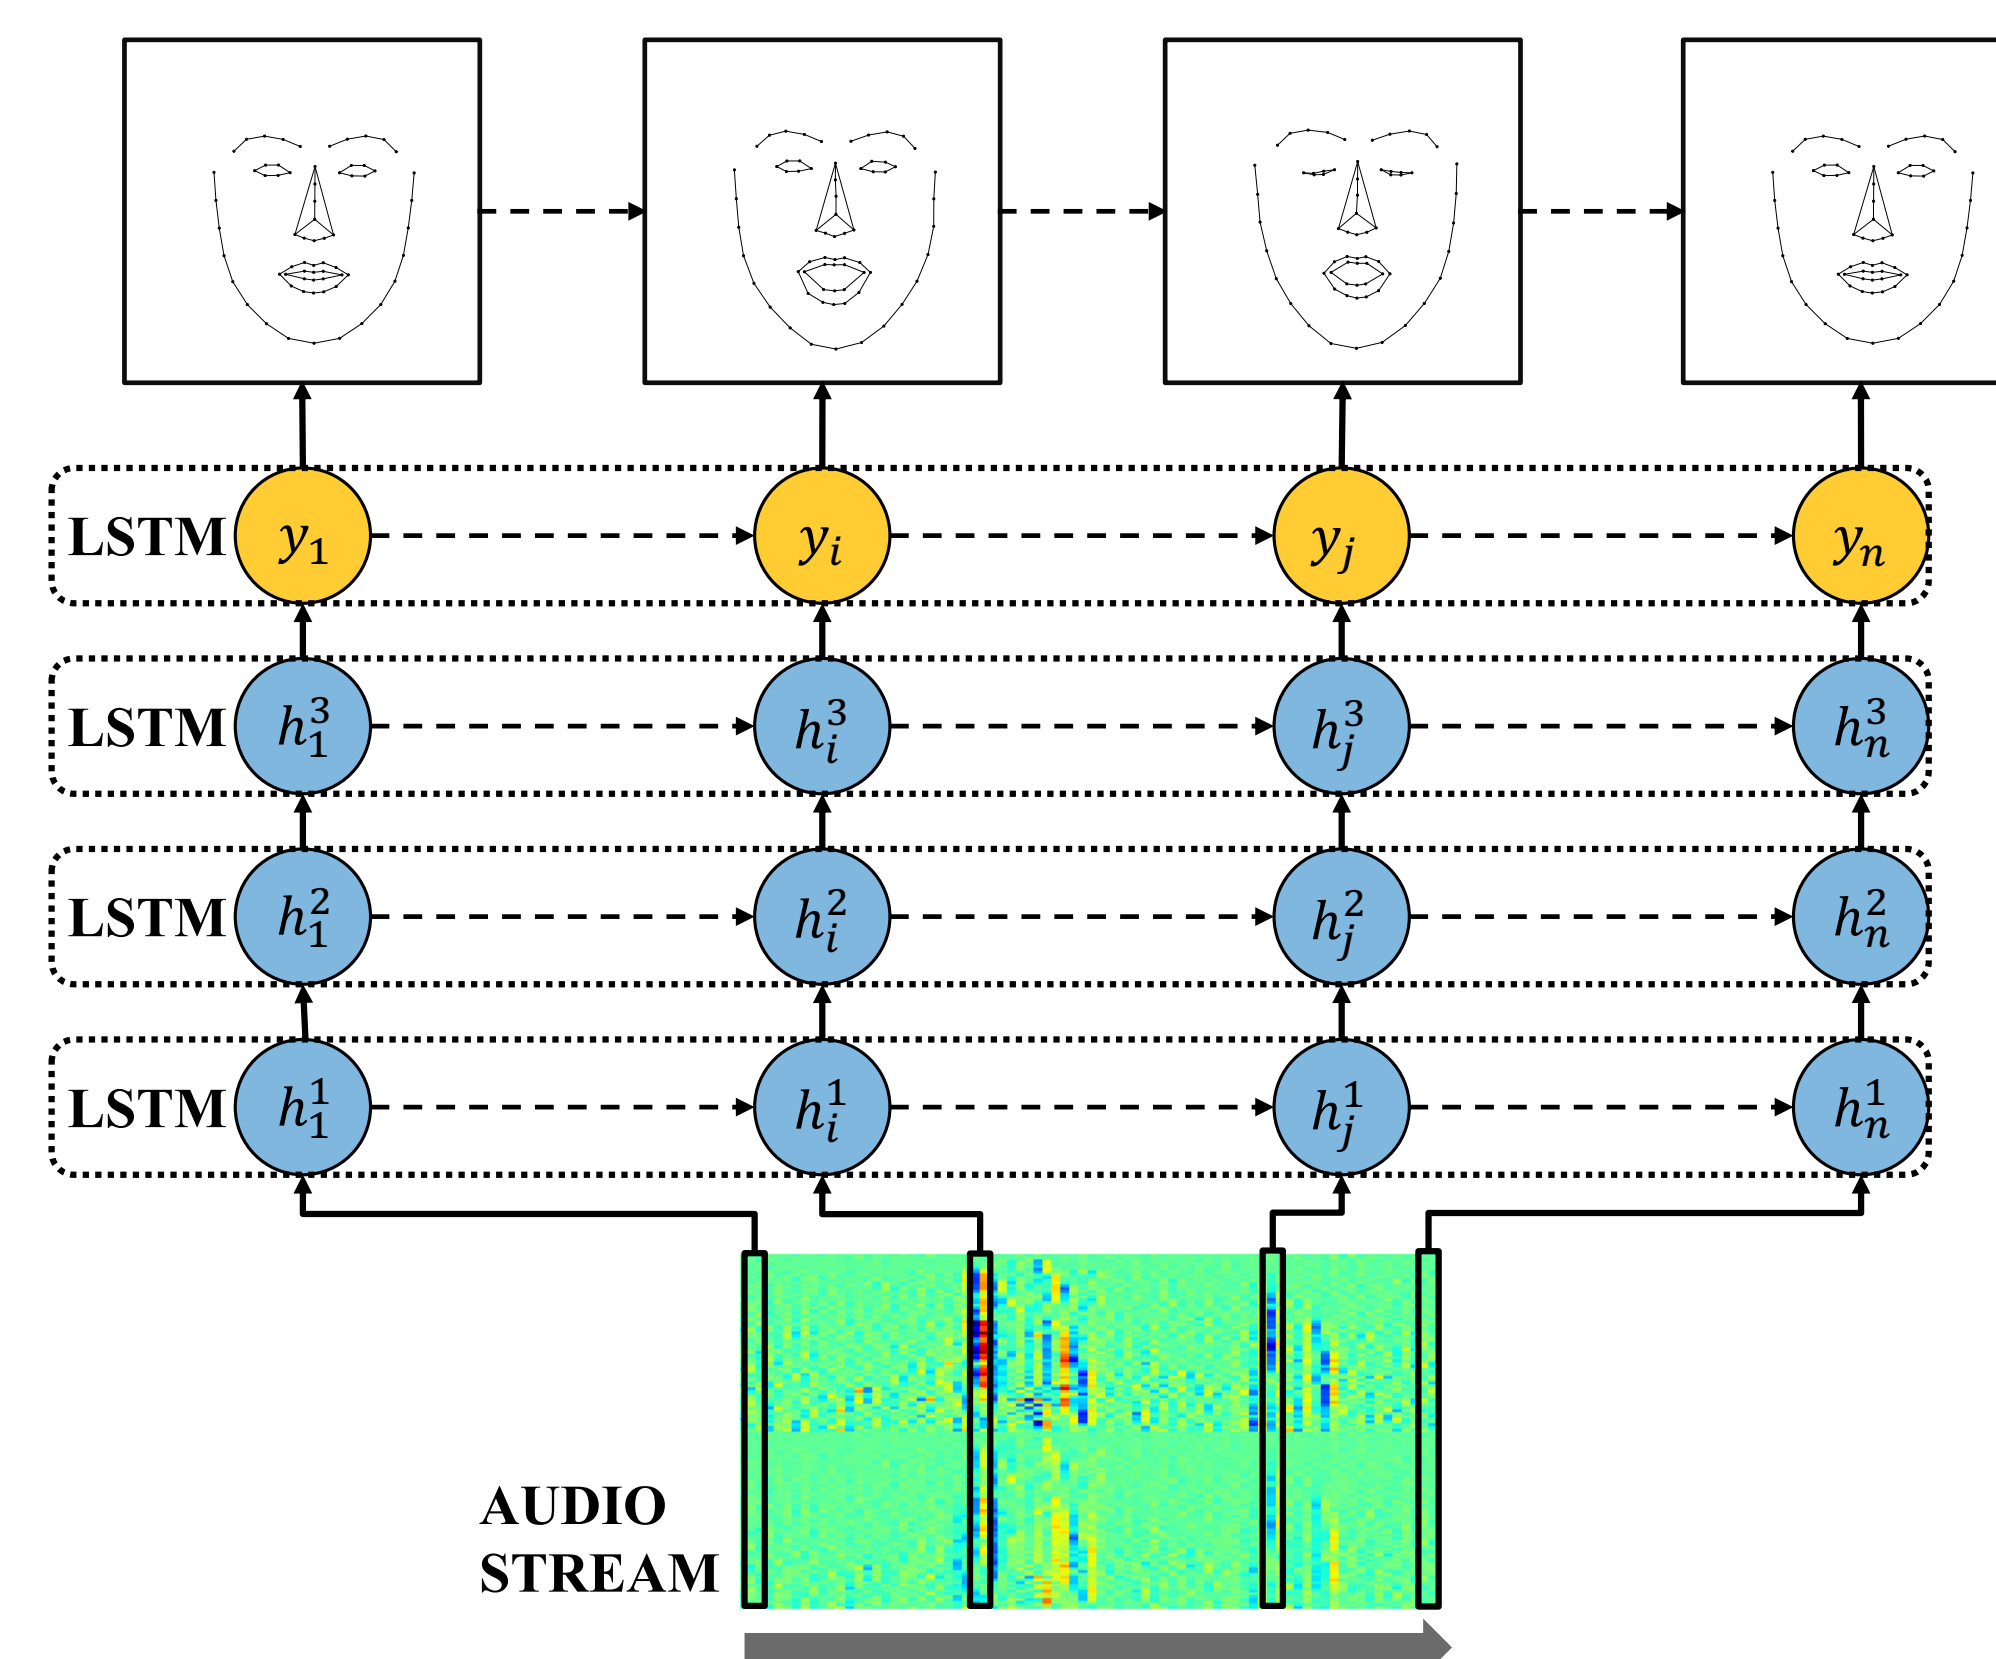 LSTM y₁ yᵢ yⱼ yₙ
LSTM h₁³ hᵢ³ hⱼ³ hₙ³
LSTM h₁² hᵢ² hⱼ² hₙ²
LSTM h₁¹ hᵢ¹ hⱼ¹ hₙ¹
AUDIO
STREAM